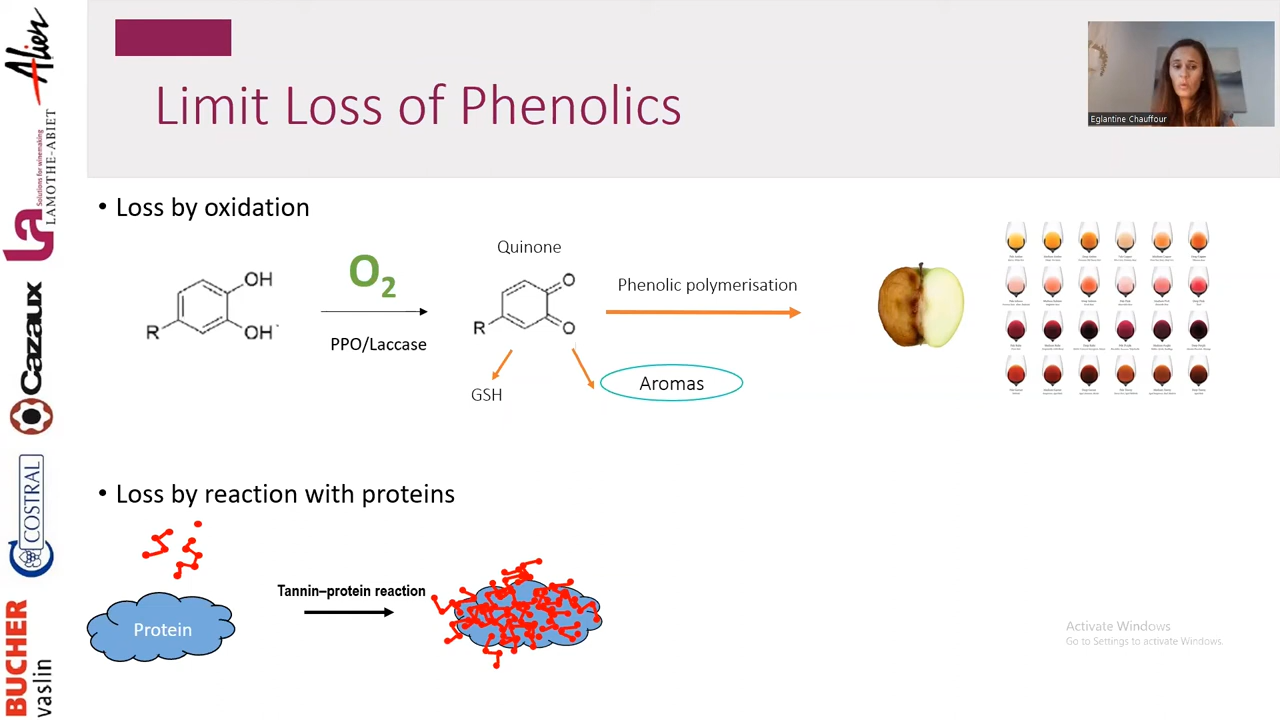 Alien
Solutions for winemaking
LAMOTHE-ABIET
La
Cazaux
COSTRAL
BUCHER
vaslin
Limit Loss of Phenolics
Eglantine Chauffour
• Loss by oxidation
OH
OH
R
O2
PPO/Laccase
Quinone
O
O
R
GSH
Aromas
Phenolic polymerisation
• Loss by reaction with proteins
Protein
Tannin–protein reaction
Activate Windows
Go to Settings to activate Windows.